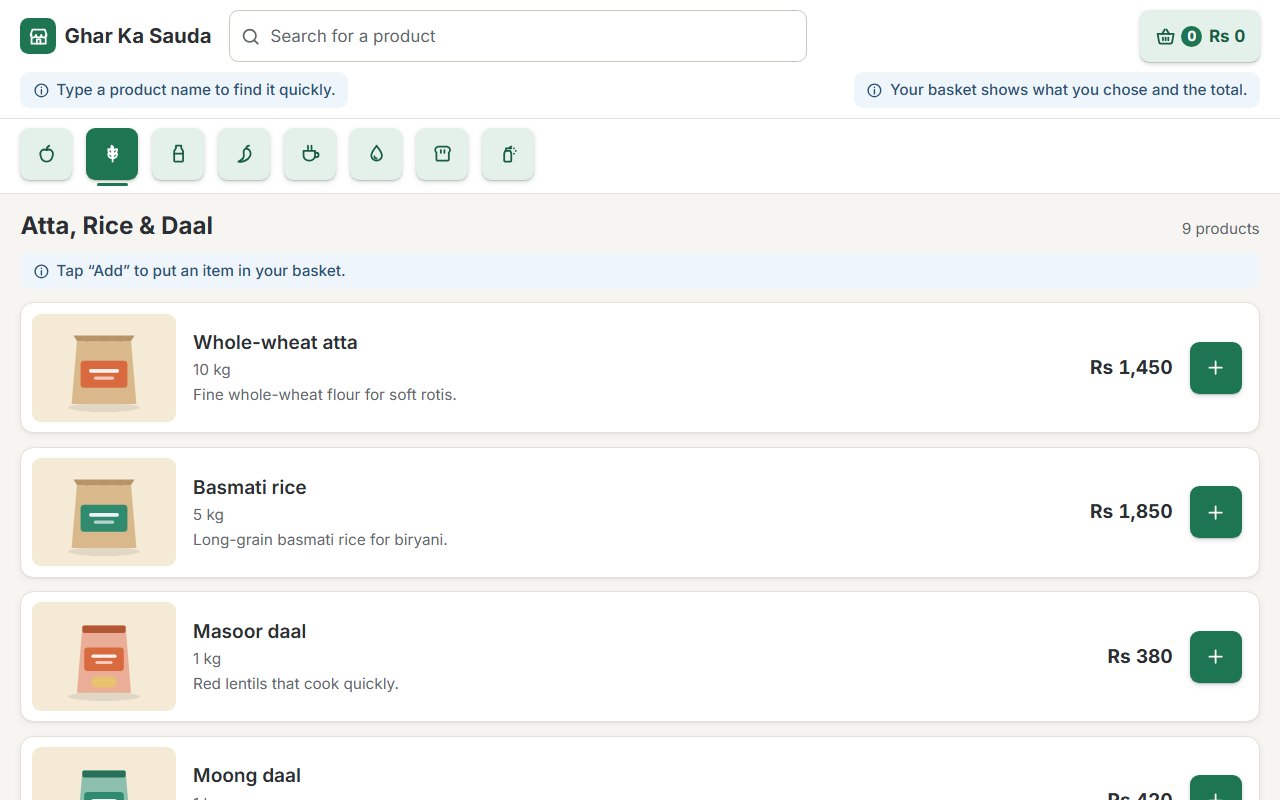 Ghar Ka Sauda
Search for a product
0 Rs 0
Type a product name to find it quickly.
Your basket shows what you chose and the total.
Atta, Rice & Daal
9 products
Tap “Add” to put an item in your basket.
Whole-wheat atta
10 kg
Fine whole-wheat flour for soft rotis.
Rs 1,450
Basmati rice
5 kg
Long-grain basmati rice for biryani.
Rs 1,850
Masoor daal
1 kg
Red lentils that cook quickly.
Rs 380
Moong daal
Rs 420